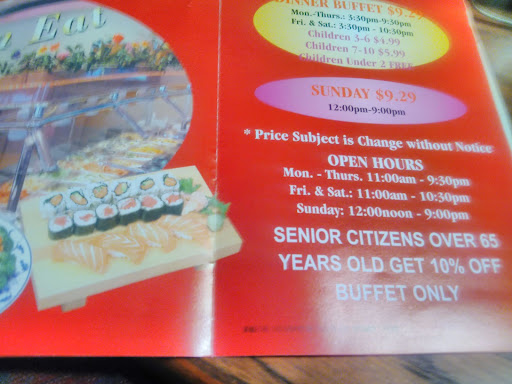 Eat
DINNER BUFFET $9.29
Mon.-Thurs.: 3:30pm-9:30pm
Fri. & Sat.: 3:30pm - 10:30pm
Children 3-6 $4.99
Children 7-10 $5.99
Children Under 2 FREE
SUNDAY $9.29
12:00pm-9:00pm
* Price Subject is Change without Notice
OPEN HOURS
Mon. - Thurs. 11:00am - 9:30pm
Fri. & Sat.: 11:00am - 10:30pm
Sunday: 12:00noon - 9:00pm
SENIOR CITIZENS OVER 65
YEARS OLD GET 10% OFF
BUFFET ONLY